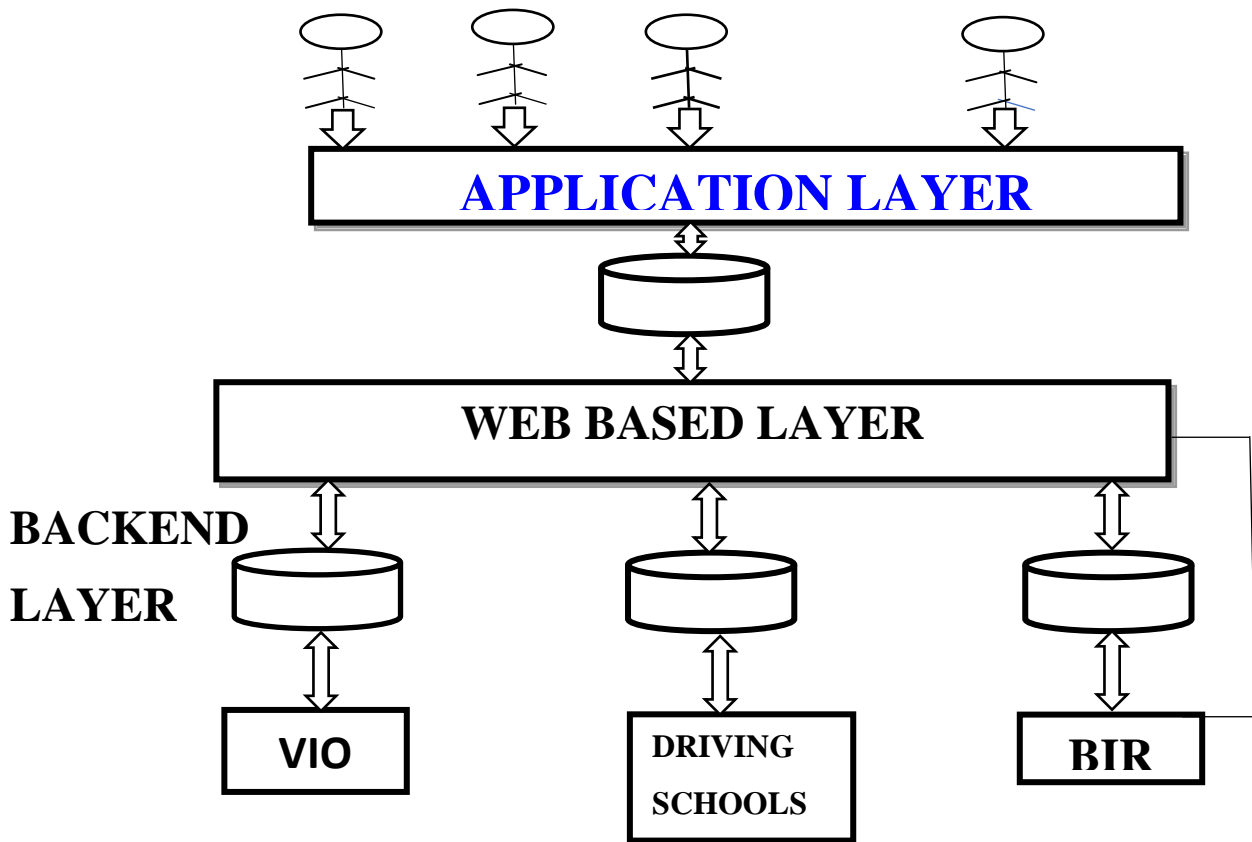 APPLICATION LAYER
WEB BASED LAYER
BACKEND
LAYER
VIO
DRIVING
SCHOOLS
BIR